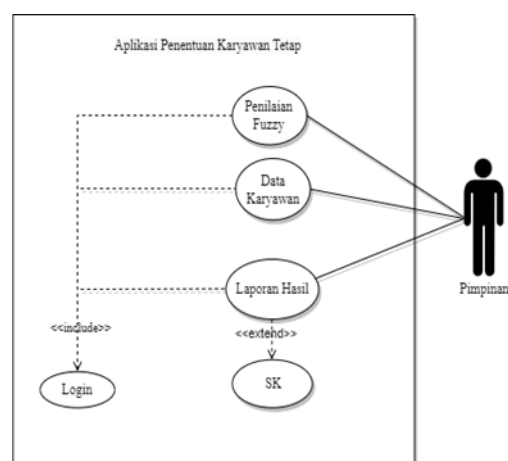 Aplikasi Penentuan Karyawan Tetap
Penilaian
Fuzzy
Data
Karyawan
Laporan Hasil
Pimpinan
<<include>>
<<extend>>
Login
SK